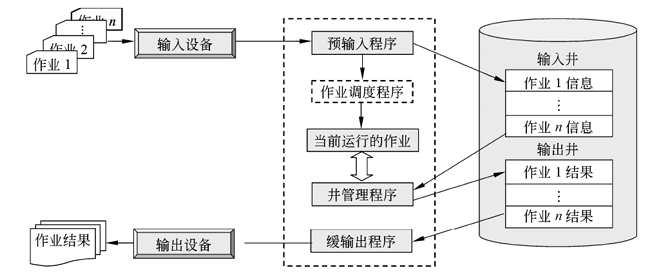 作业 n
⋮
作业 2
作业 1
输入设备
预输入程序
作业调度程序
当前运行的作业
井管理程序
缓输出程序
输入井
作业 1 信息
⋮
作业 n 信息
输出井
作业 1 结果
⋮
作业 n 结果
作业结果
输出设备